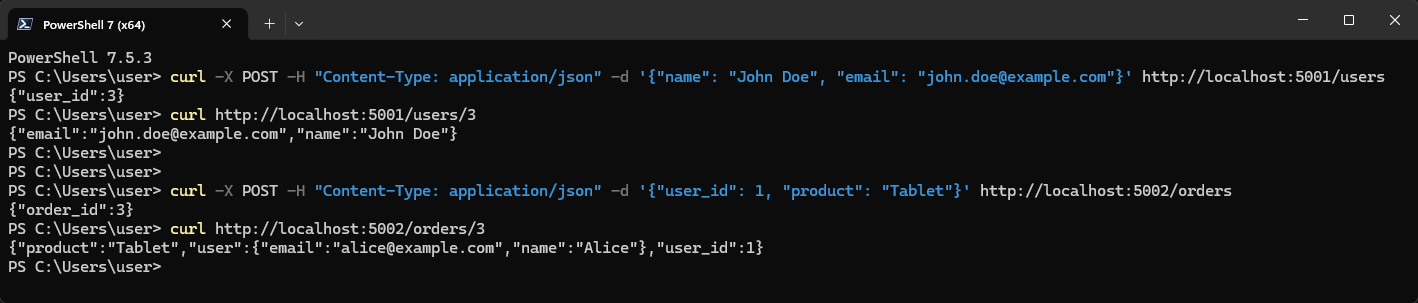 PowerShell 7 (x64)
PowerShell 7.5.3
PS C:\Users\user> curl -X POST -H "Content-Type: application/json" -d '{"name": "John Doe", "email": "john.doe@example.com"}' http://localhost:5001/users
{"user_id":3}
PS C:\Users\user> curl http://localhost:5001/users/3
{"email":"john.doe@example.com","name":"John Doe"}
PS C:\Users\user>
PS C:\Users\user>
PS C:\Users\user> curl -X POST -H "Content-Type: application/json" -d '{"user_id": 1, "product": "Tablet"}' http://localhost:5002/orders
{"order_id":3}
PS C:\Users\user> curl http://localhost:5002/orders/3
{"product":"Tablet","user":{"email":"alice@example.com","name":"Alice"},"user_id":1}
PS C:\Users\user>